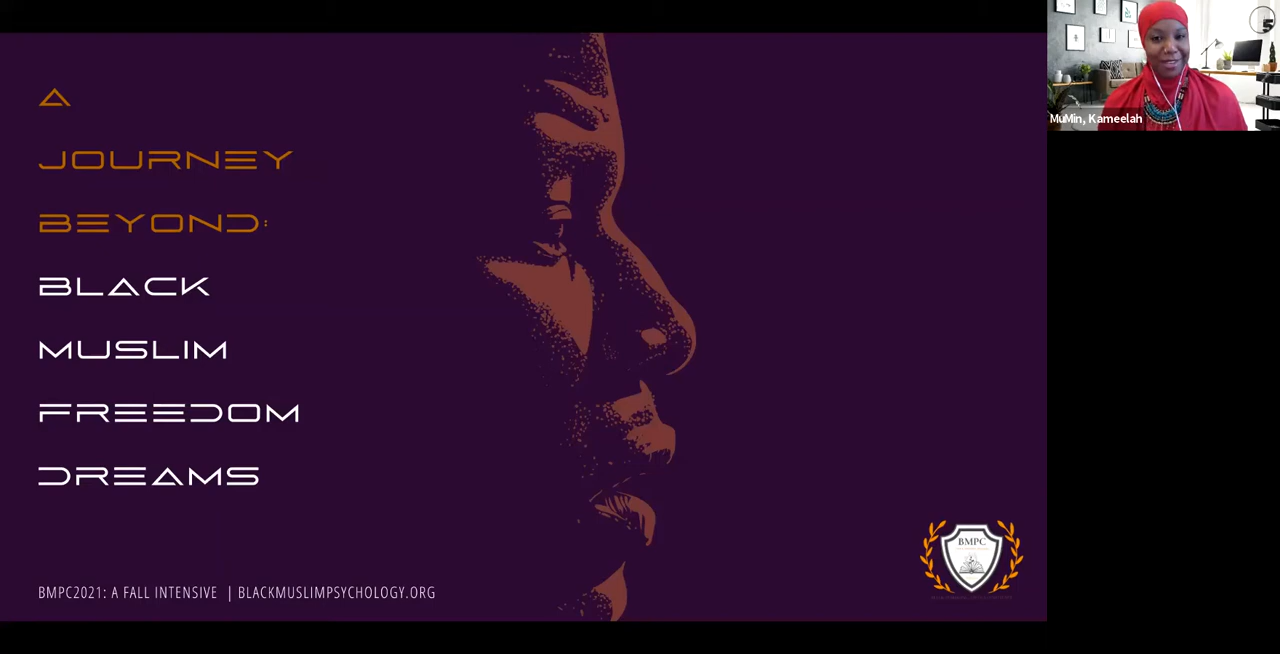 A
JOURNEY
BEYOND:
BLACK
MUSLIM
FREEDOM
DREAMS
BMPC2021: A FALL INTENSIVE | BLACKMUSLIMPSYCHOLOGY.ORG
BMPC
MuMin, Kameelah